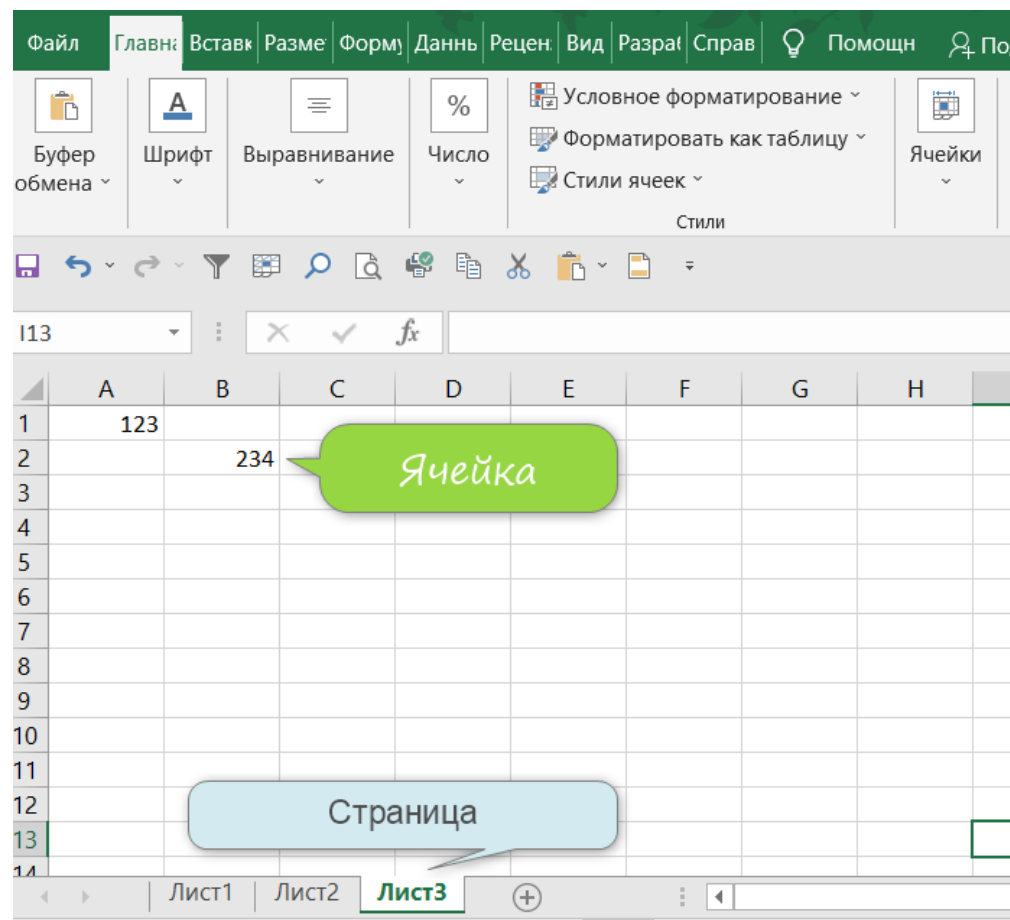 Файл Главна Вставк Разме Форму Даннь Рецен Вид Разраб Справ Помощн По
Буфер обмена
Шрифт
Выравнивание
%
Число
Условное форматирование
Форматировать как таблицу
Стили ячеек
Стили
Ячейки
I13 fx
A B C D E F G H
1 123
2 234 Ячейка
3
4
5
6
7
8
9
10
11
12 Страница
13
14
Лист1 Лист2 Лист3